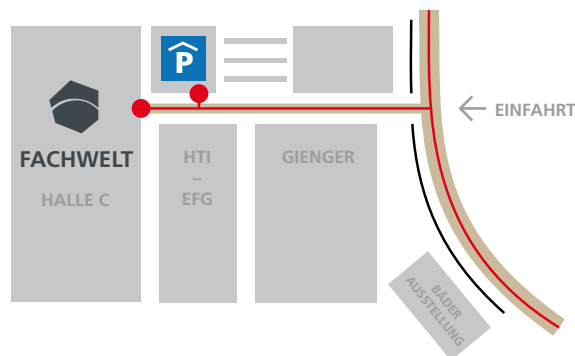 P
EINFAHRT
FACHWELT
HALLE C
HTI
–
EFG
GIENGER
BÄDER
AUSSTELLUNG